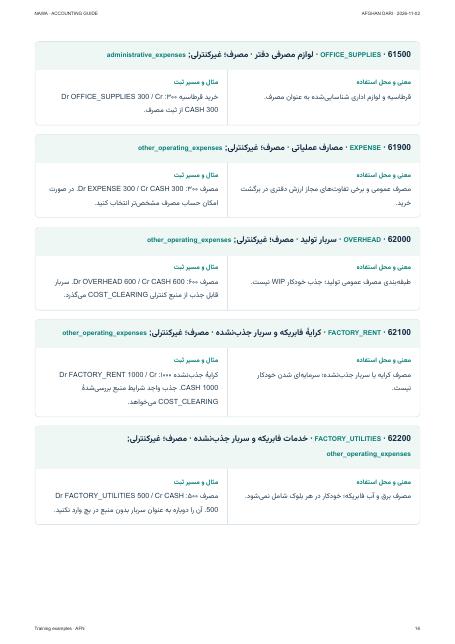 NAWA · ACCOUNTING GUIDE
AFGHAN DARI · 2026-11-02
61500 · OFFICE_SUPPLIES · لوازم مصرفی دفتر · مصرف؛ غیرکنترلی؛ administrative_expenses
معنی و محل استفاده
قرطاسیه و لوازم اداری شناسایی‌شده به عنوان مصرف.
مثال و مسیر ثبت
خرید قرطاسیه ۳۰۰: Dr OFFICE_SUPPLIES 300 / Cr
CASH 300 از ثبت مصرف.
61900 · EXPENSE · مصارف عملیاتی · مصرف؛ غیرکنترلی؛ other_operating_expenses
معنی و محل استفاده
مصرف عمومی و برخی تفاوت‌های مجاز ارزش دفتری در برگشت
خرید.
مثال و مسیر ثبت
مصرف ۳۰۰: Dr EXPENSE 300 / Cr CASH 300. در صورت
امکان حساب مصرف مشخص‌تر انتخاب کنید.
62000 · OVERHEAD · سربار تولید · مصرف؛ غیرکنترلی؛ other_operating_expenses
معنی و محل استفاده
طبقه‌بندی مصرف عمومی تولید؛ جذب خودکار WIP نیست.
مثال و مسیر ثبت
مصرف ۶۰۰: Dr OVERHEAD 600 / Cr CASH 600. سربار
قابل جذب از منبع کنترلی COST_CLEARING می‌گذرد.
62100 · FACTORY_RENT · کرایهٔ فابریکه و سربار جذب‌نشده · مصرف؛ غیرکنترلی؛ other_operating_expenses
معنی و محل استفاده
مصرف کرایه یا سربار جذب‌نشده؛ سرمایه‌ای شدن خودکار
نیست.
مثال و مسیر ثبت
کرایهٔ جذب‌نشده ۱۰۰۰: Dr FACTORY_RENT 1000 / Cr
CASH 1000. جذب واجد شرایط منبع بررسی‌شدهٔ
COST_CLEARING می‌خواهد.
62200 · FACTORY_UTILITIES · خدمات فابریکه و سربار جذب‌نشده · مصرف؛ غیرکنترلی؛
other_operating_expenses
معنی و محل استفاده
مصرف برق و آب فابریکه؛ خودکار در هر بلوک شامل نمی‌شود.
مثال و مسیر ثبت
مصرف ۵۰۰: Dr FACTORY_UTILITIES 500 / Cr CASH
500. آن را دوباره به عنوان سربار بدون منبع در بچ وارد نکنید.
Training examples · AFN
16